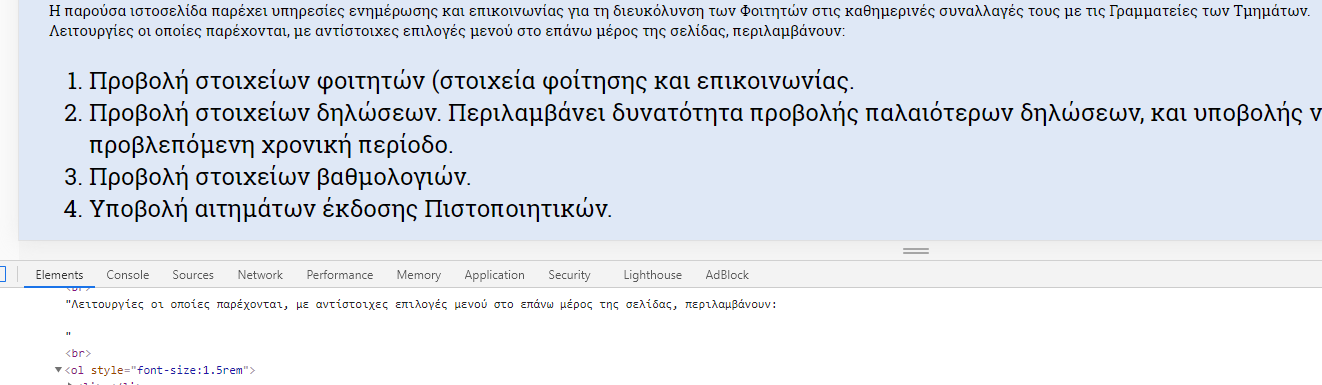 Η παρούσα ιστοσελίδα παρέχει υπηρεσίες ενημέρωσης και επικοινωνίας για τη διευκόλυνση των Φοιτητών στις καθημερινές συναλλαγές τους με τις Γραμματείες των Τμημάτων.
Λειτουργίες οι οποίες παρέχονται, με αντίστοιχες επιλογές μενού στο επάνω μέρος της σελίδας, περιλαμβάνουν:
1. Προβολή στοιχείων φοιτητών (στοιχεία φοίτησης και επικοινωνίας.
2. Προβολή στοιχείων δηλώσεων. Περιλαμβάνει δυνατότητα προβολής παλαιότερων δηλώσεων, και υποβολής
προβλεπόμενη χρονική περίοδο.
3. Προβολή στοιχείων βαθμολογιών.
4. Υποβολή αιτημάτων έκδοσης Πιστοποιητικών.
Elements Console Sources Network Performance Memory Application Security Lighthouse AdBlock
"Λειτουργίες οι οποίες παρέχονται, με αντίστοιχες επιλογές μενού στο επάνω μέρος της σελίδας, περιλαμβάνουν:
"
<br>
▼<ol style="font-size:1.5rem">